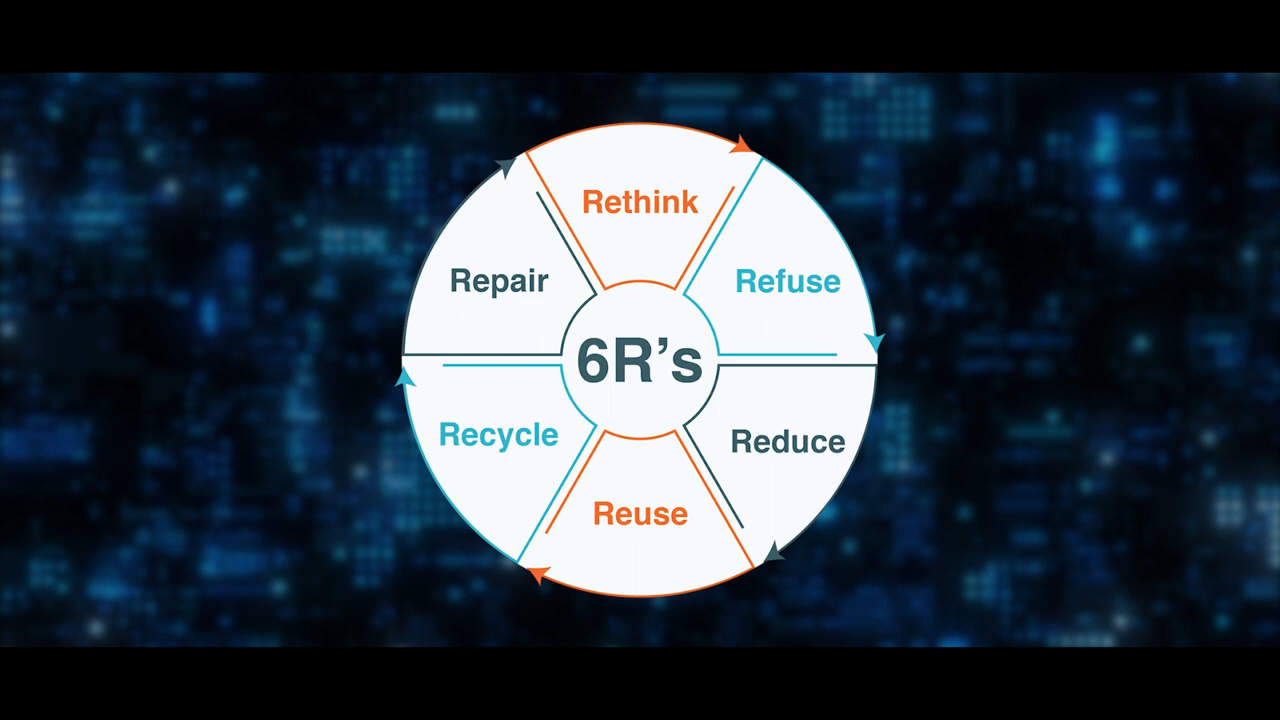 Rethink
Repair
Refuse
6R’s
Recycle
Reduce
Reuse